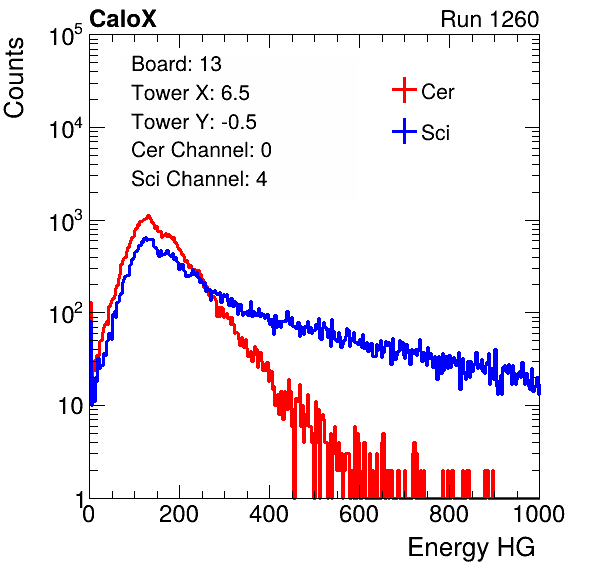 CaloX Run 1260
Counts
Board: 13
Tower X: 6.5
Tower Y: -0.5
Cer Channel: 0
Sci Channel: 4
Cer
Sci
10^5
10^4
10^3
10^2
10
1
0 200 400 600 800 1000
Energy HG